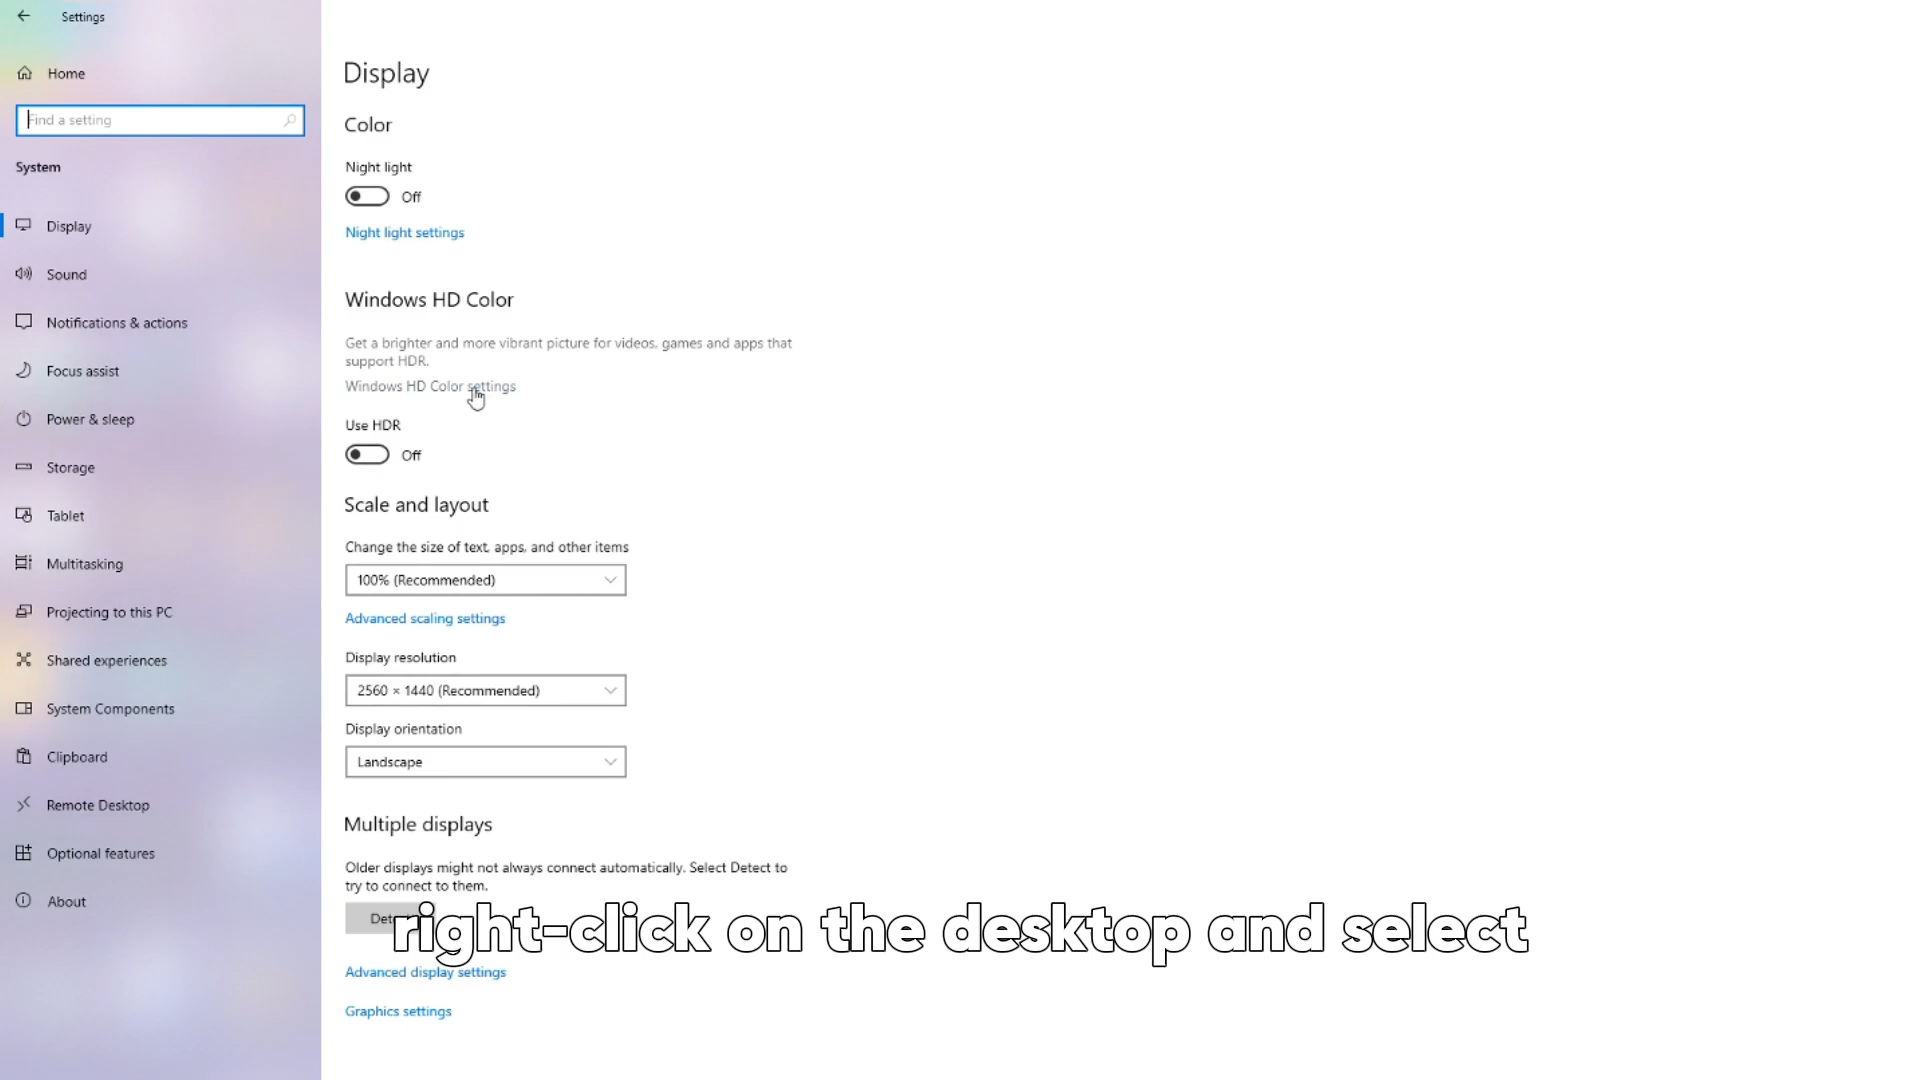 Settings
Home
Find a setting
System
Display
Sound
Notifications & actions
Focus assist
Power & sleep
Storage
Tablet
Multitasking
Projecting to this PC
Shared experiences
System Components
Clipboard
Remote Desktop
Optional features
About
Display
Color
Night light
Off
Night light settings
Windows HD Color
Get a brighter and more vibrant picture for videos, games and apps that
support HDR.
Windows HD Color settings
Use HDR
Off
Scale and layout
Change the size of text, apps, and other items
100% (Recommended)
Advanced scaling settings
Display resolution
2560 × 1440 (Recommended)
Display orientation
Landscape
Multiple displays
Older displays might not always connect automatically. Select Detect to
try to connect to them.
right-click on the desktop and select
Advanced display settings
Graphics settings